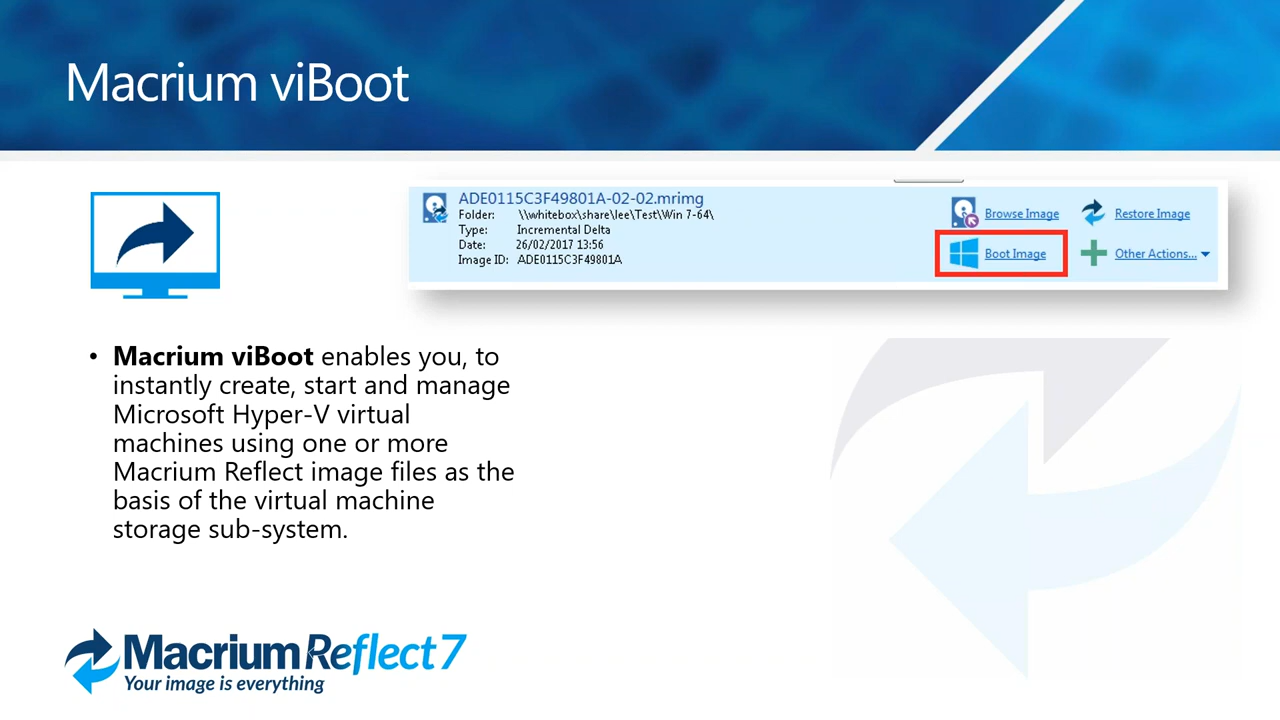 Macrium viBoot
ADE0115C3F49801A-02-02.mrimg
Folder: \\whitebox\share\lee\Test\Win 7-64\
Type: Incremental Delta
Date: 26/02/2017 13:56
Image ID: ADE0115C3F49801A
Browse Image
Restore Image
Boot Image
Other Actions...
• Macrium viBoot enables you, to
instantly create, start and manage
Microsoft Hyper-V virtual
machines using one or more
Macrium Reflect image files as the
basis of the virtual machine
storage sub-system.
Macrium Reflect 7
Your image is everything